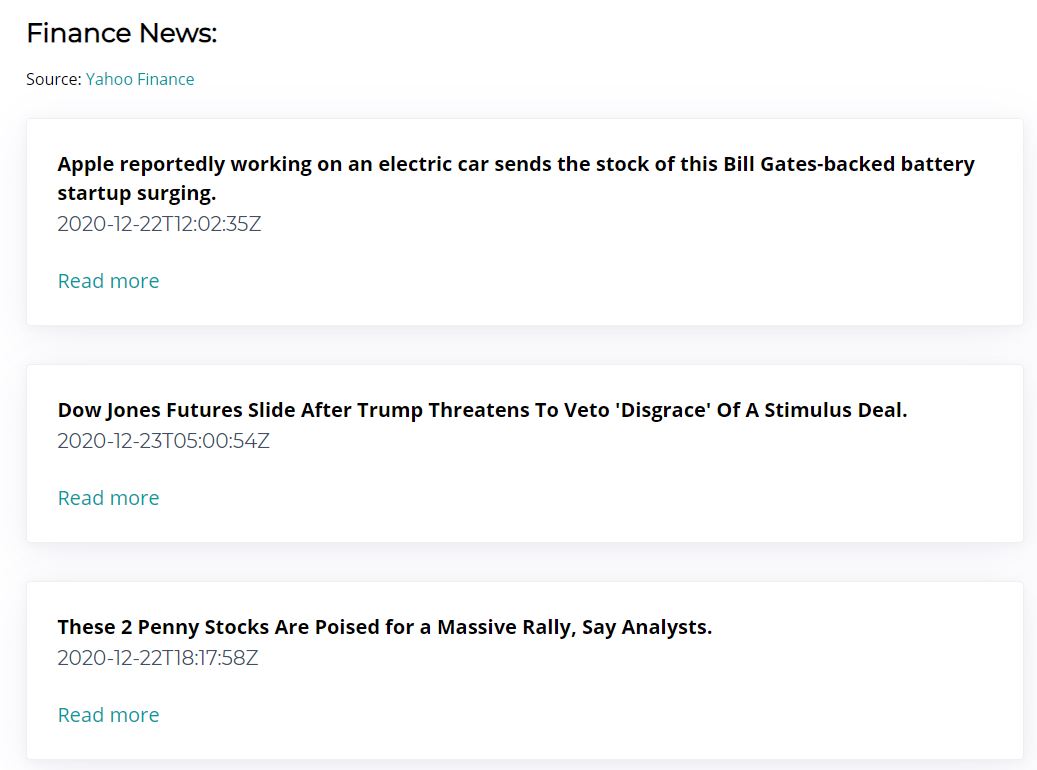 Finance News:
Source: Yahoo Finance
Apple reportedly working on an electric car sends the stock of this Bill Gates-backed battery
startup surging.
2020-12-22T12:02:35Z
Read more
Dow Jones Futures Slide After Trump Threatens To Veto 'Disgrace' Of A Stimulus Deal.
2020-12-23T05:00:54Z
Read more
These 2 Penny Stocks Are Poised for a Massive Rally, Say Analysts.
2020-12-22T18:17:58Z
Read more